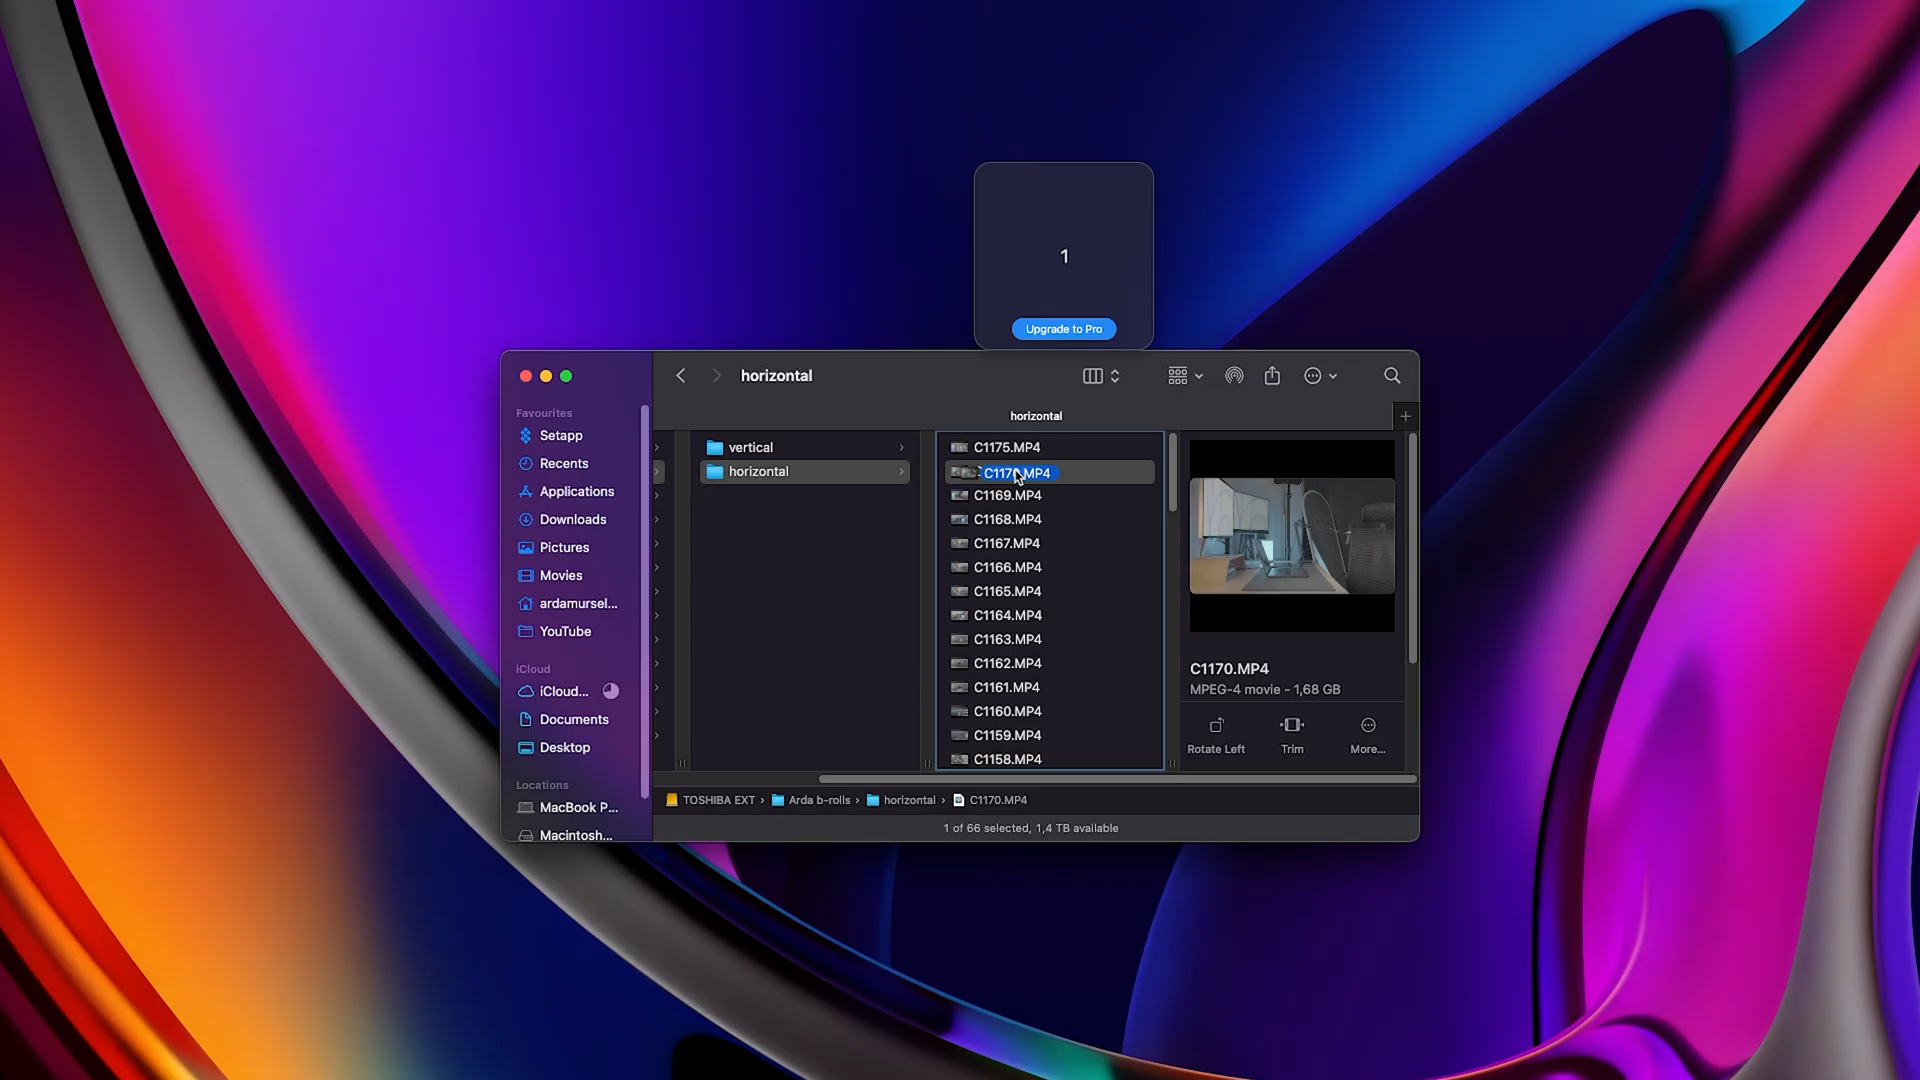 1
Upgrade to Pro
horizontal
horizontal
Favourites
Setapp
Recents
Applications
Downloads
Pictures
Movies
ardamursel...
YouTube
iCloud
iCloud...
Documents
Desktop
Locations
MacBook P...
Macintosh...
vertical
horizontal
C1175.MP4
C1170.MP4
C1169.MP4
C1168.MP4
C1167.MP4
C1166.MP4
C1165.MP4
C1164.MP4
C1163.MP4
C1162.MP4
C1161.MP4
C1160.MP4
C1159.MP4
C1158.MP4
C1170.MP4
MPEG-4 movie - 1,68 GB
Rotate Left
Trim
More...
TOSHIBA EXT › Arda b-rolls › horizontal › C1170.MP4
1 of 66 selected, 1,4 TB available